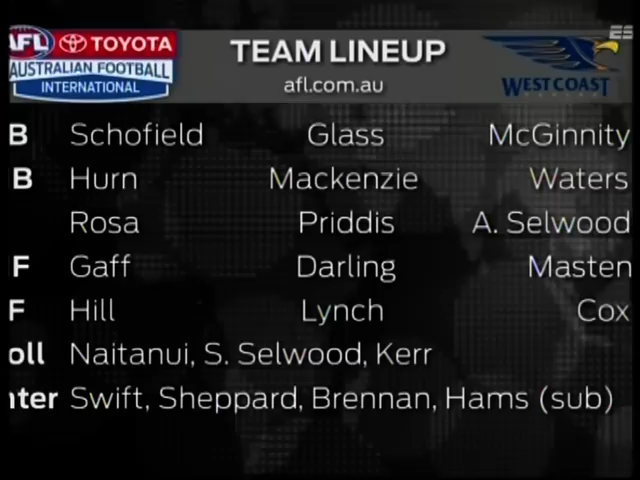 AFL TOYOTA
AUSTRALIAN FOOTBALL
INTERNATIONAL
TEAM LINEUP
afl.com.au
WEST COAST
ES
B Schofield Glass McGinnity
B Hurn Mackenzie Waters
Rosa Priddis A. Selwood
F Gaff Darling Masten
F Hill Lynch Cox
oll Naitanui, S. Selwood, Kerr
nter Swift, Sheppard, Brennan, Hams (sub)